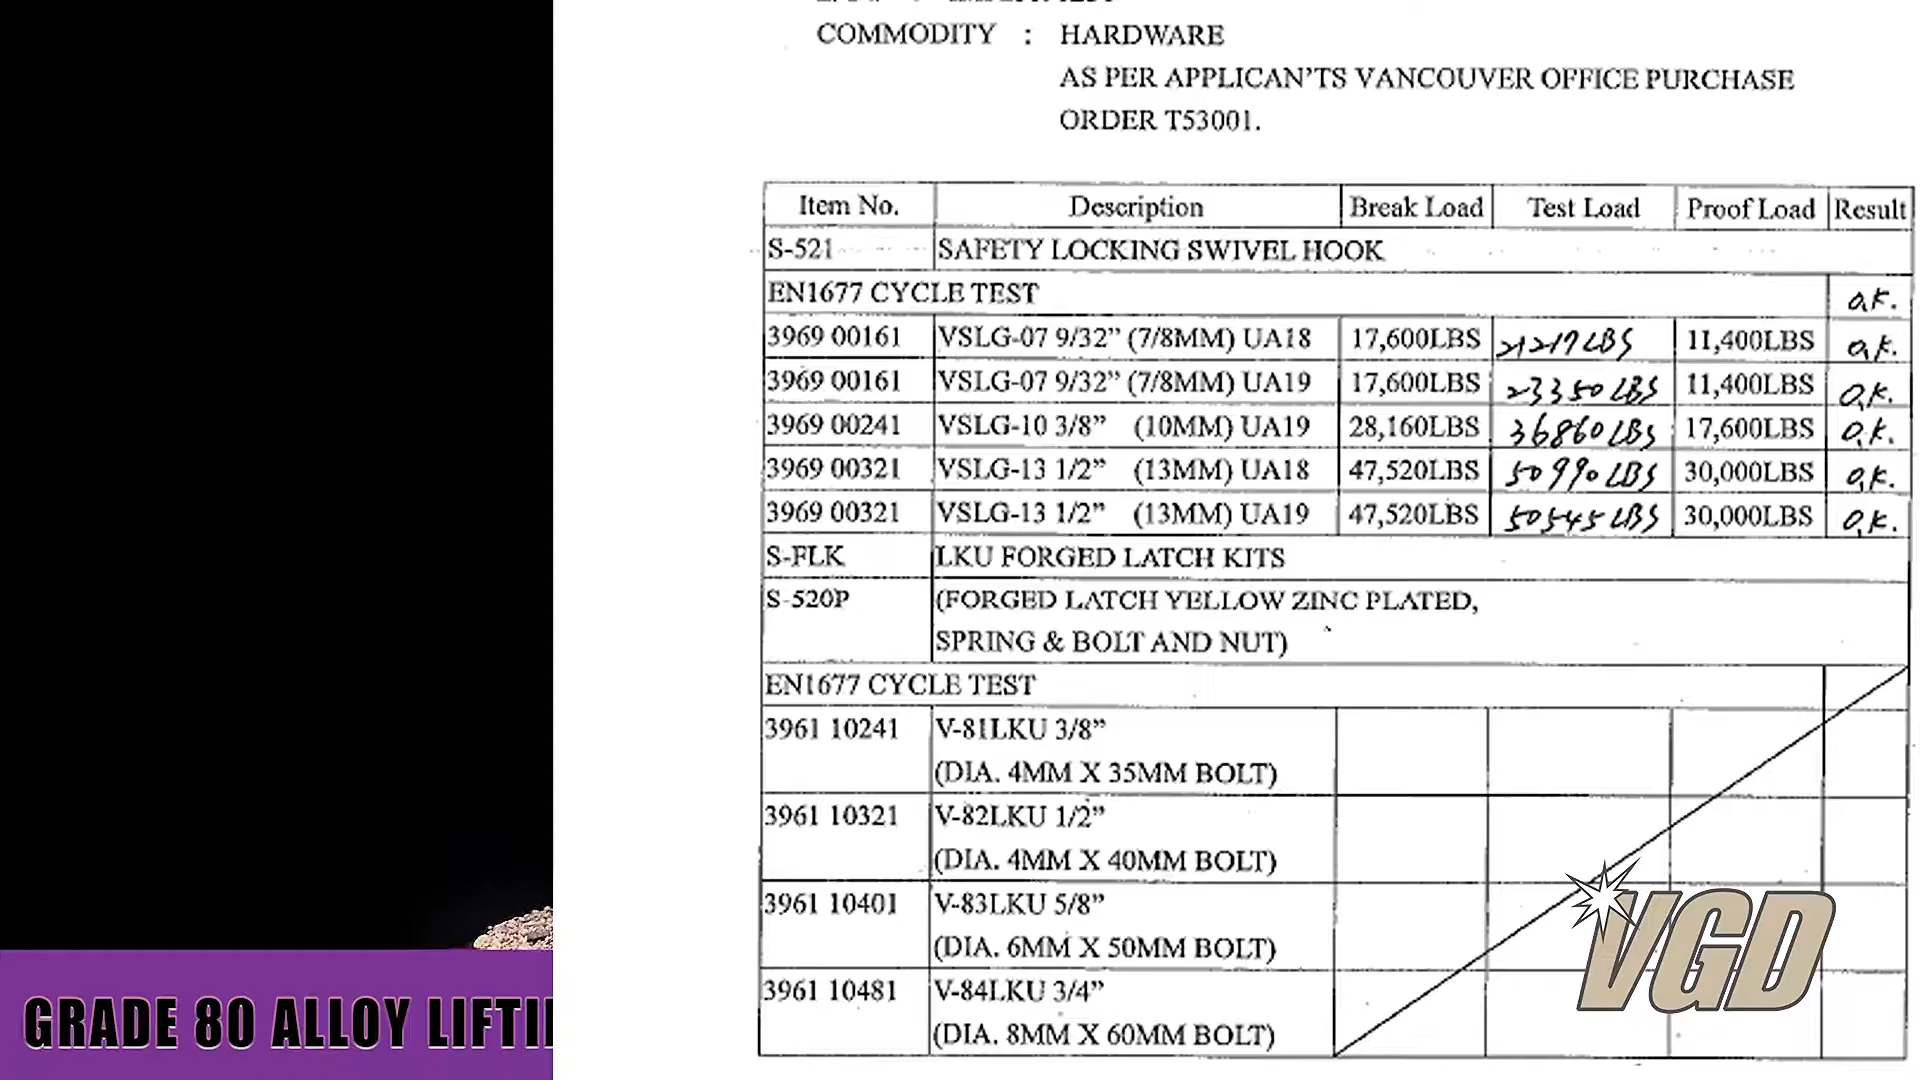 COMMODITY : HARDWARE
AS PER APPLICAN'TS VANCOUVER OFFICE PURCHASE
ORDER T53001.
Item No. Description Break Load Test Load Proof Load Result
S-521 SAFETY LOCKING SWIVEL HOOK
EN1677 CYCLE TEST O.K.
3969 00161 VSLG-07 9/32” (7/8MM) UA18 17,600LBS 21217LBS 11,400LBS O.K.
3969 00161 VSLG-07 9/32” (7/8MM) UA19 17,600LBS 23350LBS 11,400LBS O.K.
3969 00241 VSLG-10 3/8” (10MM) UA19 28,160LBS 36860LBS 17,600LBS O.K.
3969 00321 VSLG-13 1/2” (13MM) UA18 47,520LBS 50990LBS 30,000LBS O.K.
3969 00321 VSLG-13 1/2” (13MM) UA19 47,520LBS 50545LBS 30,000LBS O.K.
S-FLK LKU FORGED LATCH KITS
S-520P (FORGED LATCH YELLOW ZINC PLATED,
SPRING & BOLT AND NUT)
EN1677 CYCLE TEST
3961 10241 V-81LKU 3/8”
(DIA. 4MM X 35MM BOLT)
3961 10321 V-82LKU 1/2”
(DIA. 4MM X 40MM BOLT)
3961 10401 V-83LKU 5/8”
(DIA. 6MM X 50MM BOLT)
3961 10481 V-84LKU 3/4”
(DIA. 8MM X 60MM BOLT)
VGD
GRADE 80 ALLOY